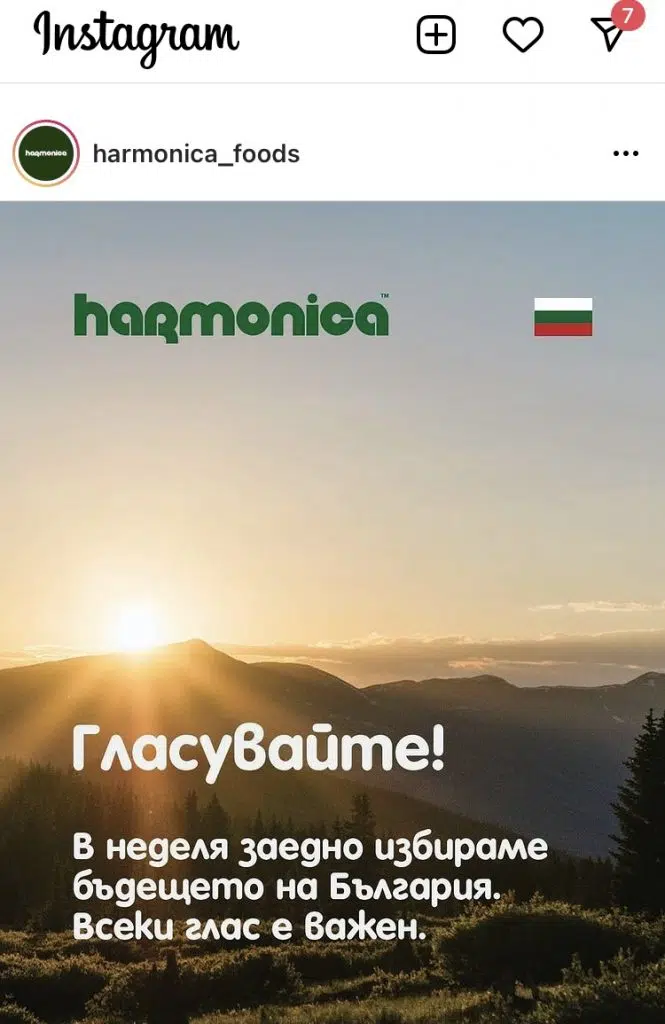 Instagram
7
harmonica
harmonica_foods
harmonica™
Гласувайте!
В неделя заедно избираме
бъдещето на България.
Всеки глас е важен.